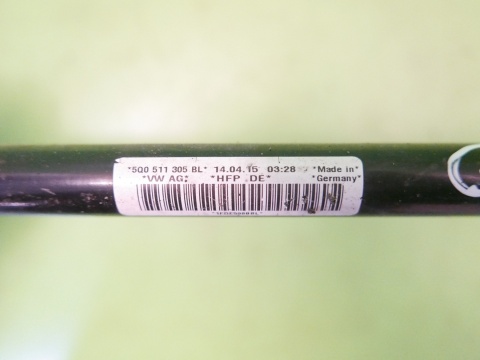 *5Q0 511 305 BL* 14.04.15 03:28 *Made in*
*VW AG* *HFP .DE* *Germany*